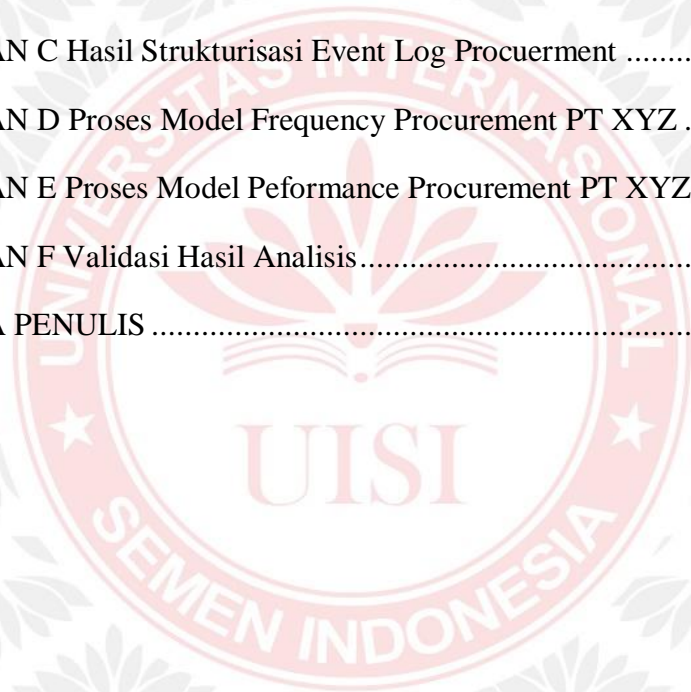 AN C Hasil Strukturisasi Event Log Procuerment ........
AN D Proses Model Frequency Procurement PT XYZ .
AN E Proses Model Peformance Procurement PT XYZ
AN F Validasi Hasil Analisis.....................................
A PENULIS ............................................................
UNIVERSITAS INTERNASIONAL
UISI
SEMEN INDONESIA